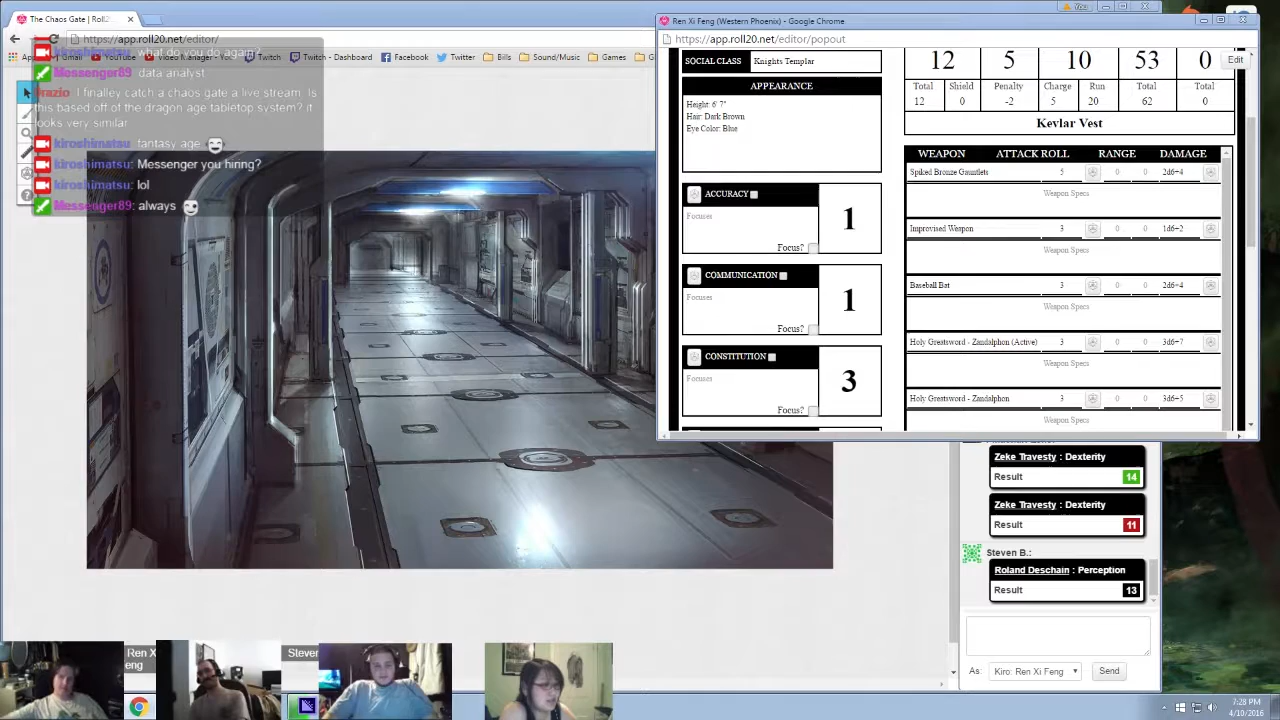 The Chaos Gate | Roll2
You
https://app.roll20.net/editor/
YouTube
Video Manager
Twitch
Twitch - Dashboard
Facebook
Twitter
Bills
Sound/Music
Games
kiroshimatsu: what do you do again?
Messenger89: data analyst
Drazio: I finalley catch a chaos gate a live stream. Is
this based off of the dragon age tabletop system? it
looks very similar
kiroshimatsu: fantasy age
kiroshimatsu: Messenger you hiring?
kiroshimatsu: lol
Messenger89: always
Ren Xi Feng (Western Phoenix) - Google Chrome
https://app.roll20.net/editor/popout
Edit
SOCIAL CLASS Knights Templar
APPEARANCE
Height: 6' 7"
Hair: Dark Brown
Eye Color: Blue
ACCURACY
1
Focuses
Focus?
COMMUNICATION
1
Focuses
Focus?
CONSTITUTION
3
Focuses
Focus?
12 5 10 53 0
Total Shield Penalty Charge Run Total Total
12 0 -2 5 20 62 0
Kevlar Vest
WEAPON ATTACK ROLL RANGE DAMAGE
Spiked Bronze Gauntlets 5 0 0 2d6+4
Weapon Specs
Improvised Weapon 3 0 0 1d6+2
Weapon Specs
Baseball Bat 3 0 0 2d6+4
Weapon Specs
Holy Greatsword - Zandalphon (Active) 3 0 0 3d6+7
Weapon Specs
Holy Greatsword - Zandalphon 3 0 0 3d6+5
Weapon Specs
Zeke Travesty : Dexterity
Result 14
Zeke Travesty : Dexterity
Result 11
Steven B.:
Roland Deschain : Perception
Result 13
As: Kiro: Ren Xi Feng Send
Ren X
eng
Steve
7:28 PM
4/10/2016